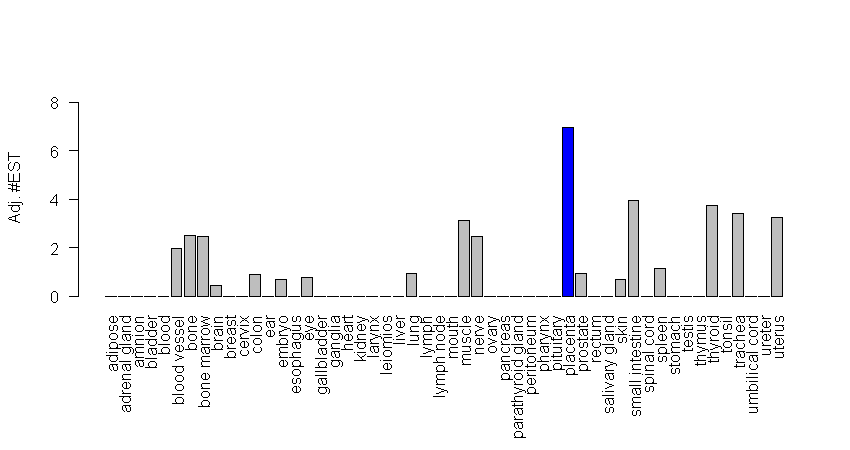 8
6
4
2
0
Adj. #EST
adipose
adrenal gland
amnion
bladder
blood
blood vessel
bone
bone marrow
brain
breast
cervix
colon
ear
embryo
esophagus
eye
gallbladder
ganglia
heart
kidney
larynx
leiomios
liver
lung
lymph
lymph node
mouth
muscle
nerve
ovary
pancreas
parathyroid gland
peritoneum
pharynx
pituitary
placenta
prostate
rectum
salivary gland
skin
small intestine
spinal cord
spleen
stomach
testis
thymus
thyroid
tonsil
trachea
umbilical cord
ureter
uterus